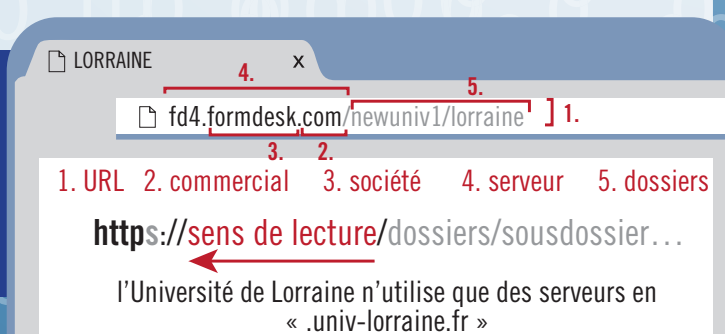 LORRAINE x
4. 5.
fd4.formdesk.com/newuniv1/lorraine 1.
3. 2.
1. URL 2. commercial 3. société 4. serveur 5. dossiers
https://sens de lecture/dossiers/sousdossier...
l’Université de Lorraine n’utilise que des serveurs en
« .univ-lorraine.fr »